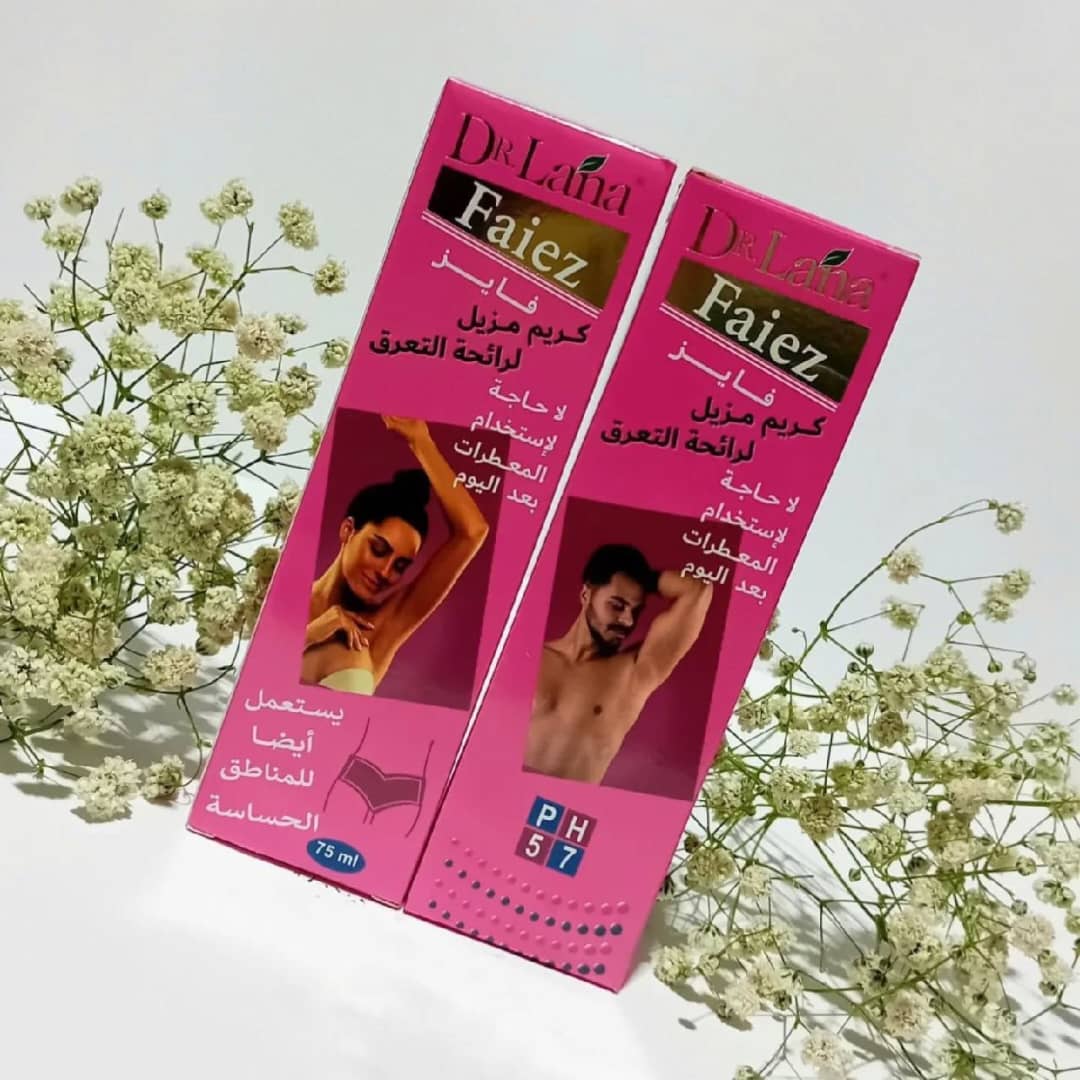 DR.Lana
Faiez
فايز
كريم مزيل
لرائحة التعرق
لا حاجة
لإستخدام
المعطرات
بعد اليوم
يستعمل
أيضا
للمناطق
الحساسة
75 ml
DR.Lana
Faiez
فايز
كريم مزيل
لرائحة التعرق
لا حاجة
لإستخدام
المعطرات
بعد اليوم
PH
57